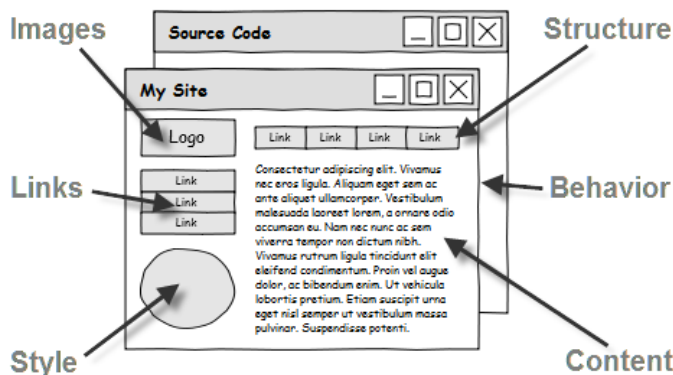 Images
Source Code
Structure
My Site
Logo
Link Link Link Link
Links
Link
Link
Link
Consectetur adipiscing elit. Vivamus
nec eros ligula. Aliquam eget sem ac
ante aliquet ullamcorper. Vestibulum
malesuada laoreet lorem, a ornare odio
accumsan eu. Nam nec nunc ac sem
viverra tempor non dictum nibh.
Vivamus rutrum ligula tincidunt elit
eleifend condimentum. Proin vel augue
dolor, ac bibendum enim. Ut vehicula
lobortis pretium. Etiam suscipit urna
eget nisl semper ut vestibulum massa
pulvinar. Suspendisse potenti.
Behavior
Style
Content